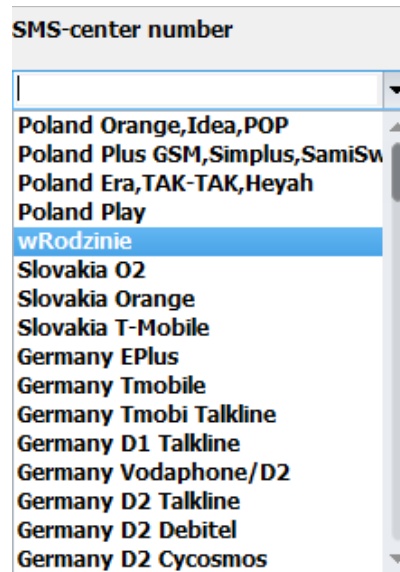 SMS-center number
Poland Orange,Idea,POP
Poland Plus GSM,Simplus,SamiSw
Poland Era,TAK-TAK,Heyah
Poland Play
wRodzinie
Slovakia O2
Slovakia Orange
Slovakia T-Mobile
Germany EPlus
Germany Tmobile
Germany Tmobi Talkline
Germany D1 Talkline
Germany Vodaphone/D2
Germany D2 Talkline
Germany D2 Debitel
Germany D2 Cycosmos